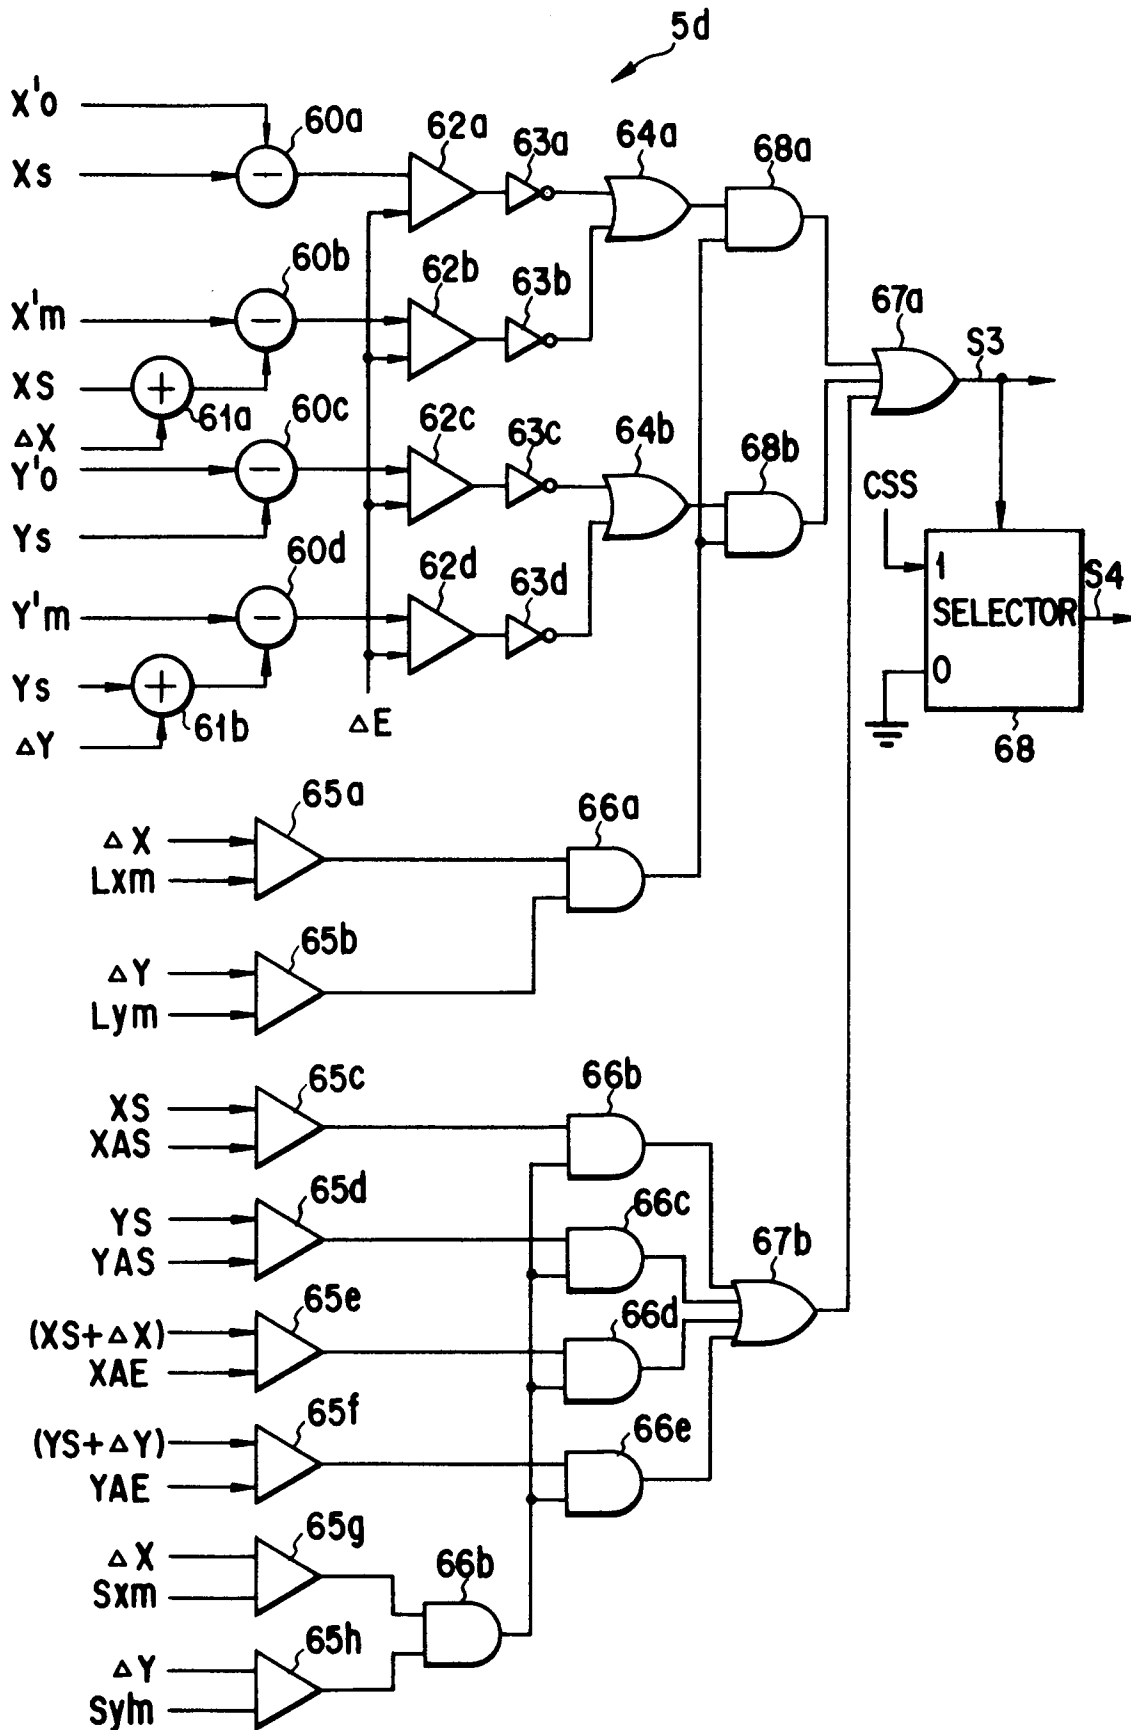 5d
X'o
60a
62a
63a
64a
68a
Xs
60b
62b
63b
X'm
67a
S3
XS
61a
ΔX
60c
62c
63c
64b
68b
Y'o
CSS
Ys
60d
62d
63d
1
S4
Y'm
SELECTOR
Ys
0
61b
ΔE
ΔY
68
65a
66a
ΔX
Lxm
65b
ΔY
Lym
65c
66b
XS
XAS
65d
66c
YS
67b
YAS
65e
66d
(XS+ΔX)
XAE
65f
66e
(YS+ΔY)
YAE
65g
ΔX
66b
Sxm
65h
ΔY
Sym